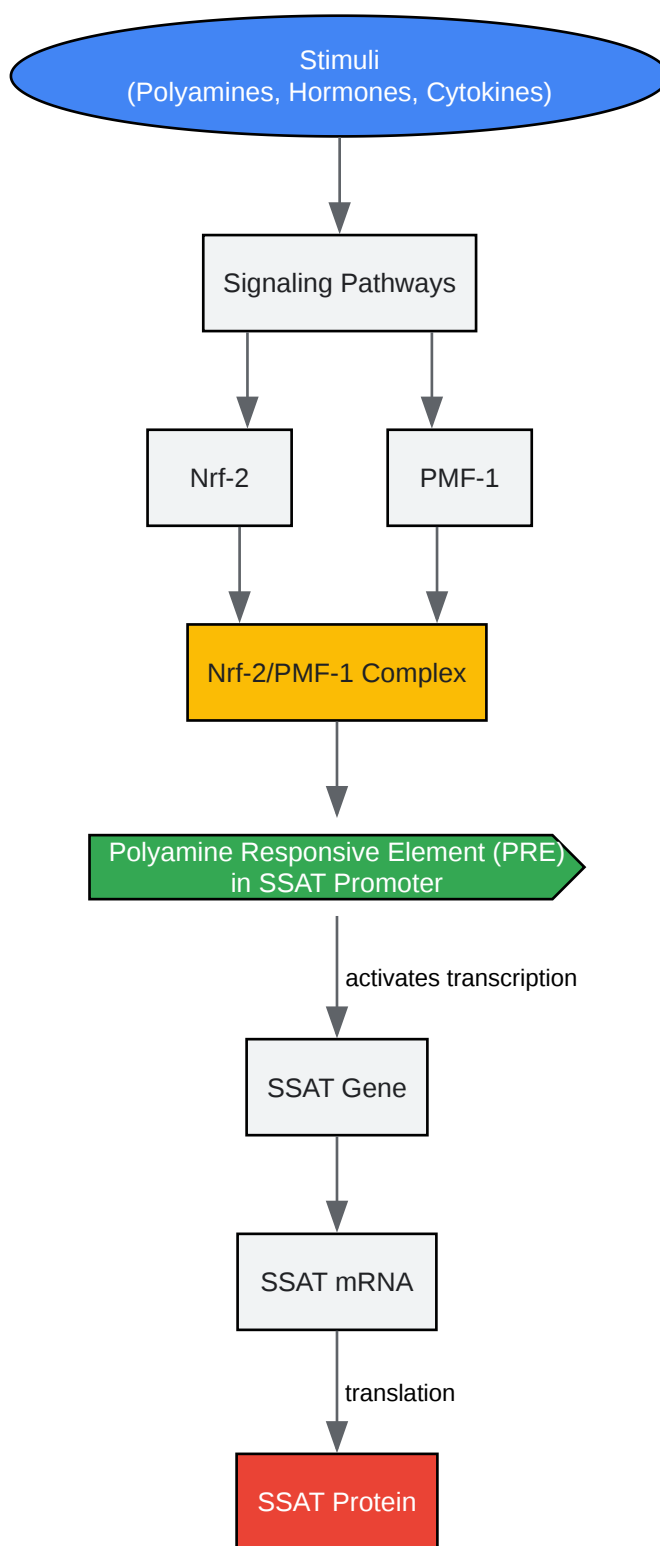 Stimuli
(Polyamines, Hormones, Cytokines)
Signaling Pathways
Nrf-2
PMF-1
Nrf-2/PMF-1 Complex
Polyamine Responsive Element (PRE)
in SSAT Promoter
activates transcription
SSAT Gene
SSAT mRNA
translation
SSAT Protein